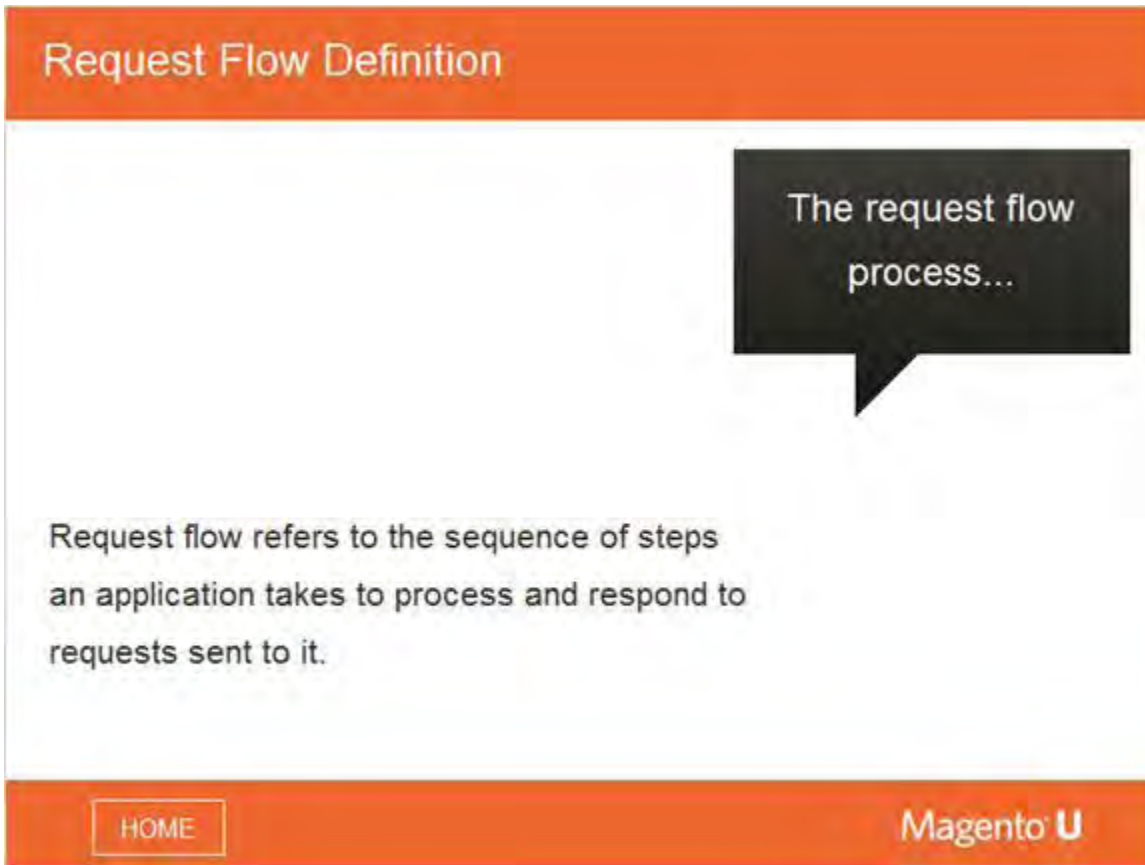 Request Flow Definition
The request flow
process...
Request flow refers to the sequence of steps
an application takes to process and respond to
requests sent to it.
HOME
Magento U